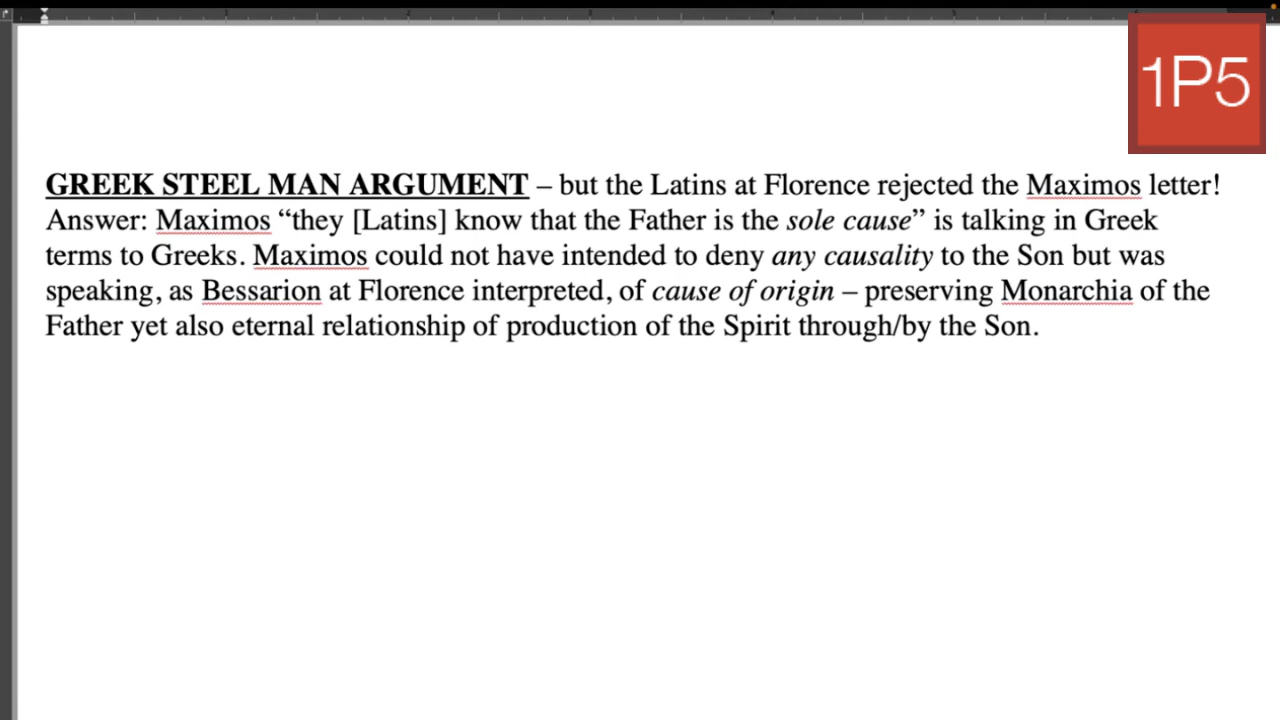 1P5
GREEK STEEL MAN ARGUMENT – but the Latins at Florence rejected the Maximos letter!
Answer: Maximos “they [Latins] know that the Father is the sole cause” is talking in Greek
terms to Greeks. Maximos could not have intended to deny any causality to the Son but was
speaking, as Bessarion at Florence interpreted, of cause of origin – preserving Monarchia of the
Father yet also eternal relationship of production of the Spirit through/by the Son.